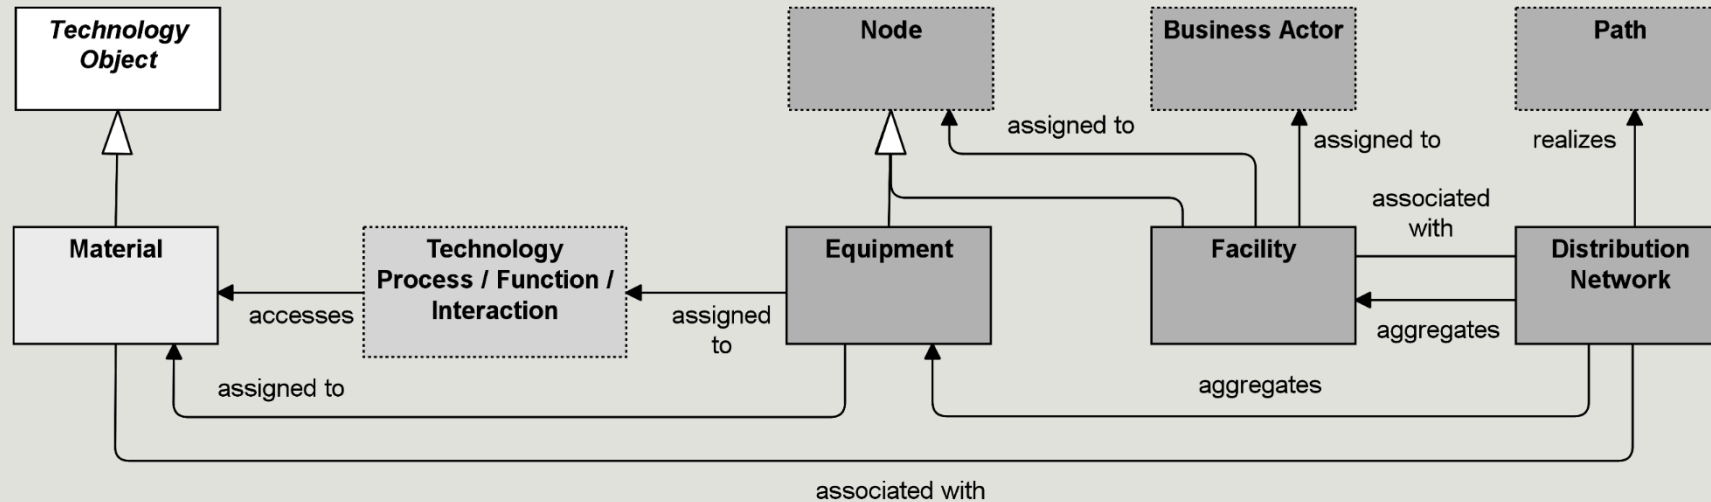 Technology
Object
Node
Business Actor
Path
assigned to
assigned to
realizes
associated
with
Material
Technology
Process / Function /
Interaction
Equipment
Facility
Distribution
Network
accesses
assigned
to
aggregates
assigned to
aggregates
associated with